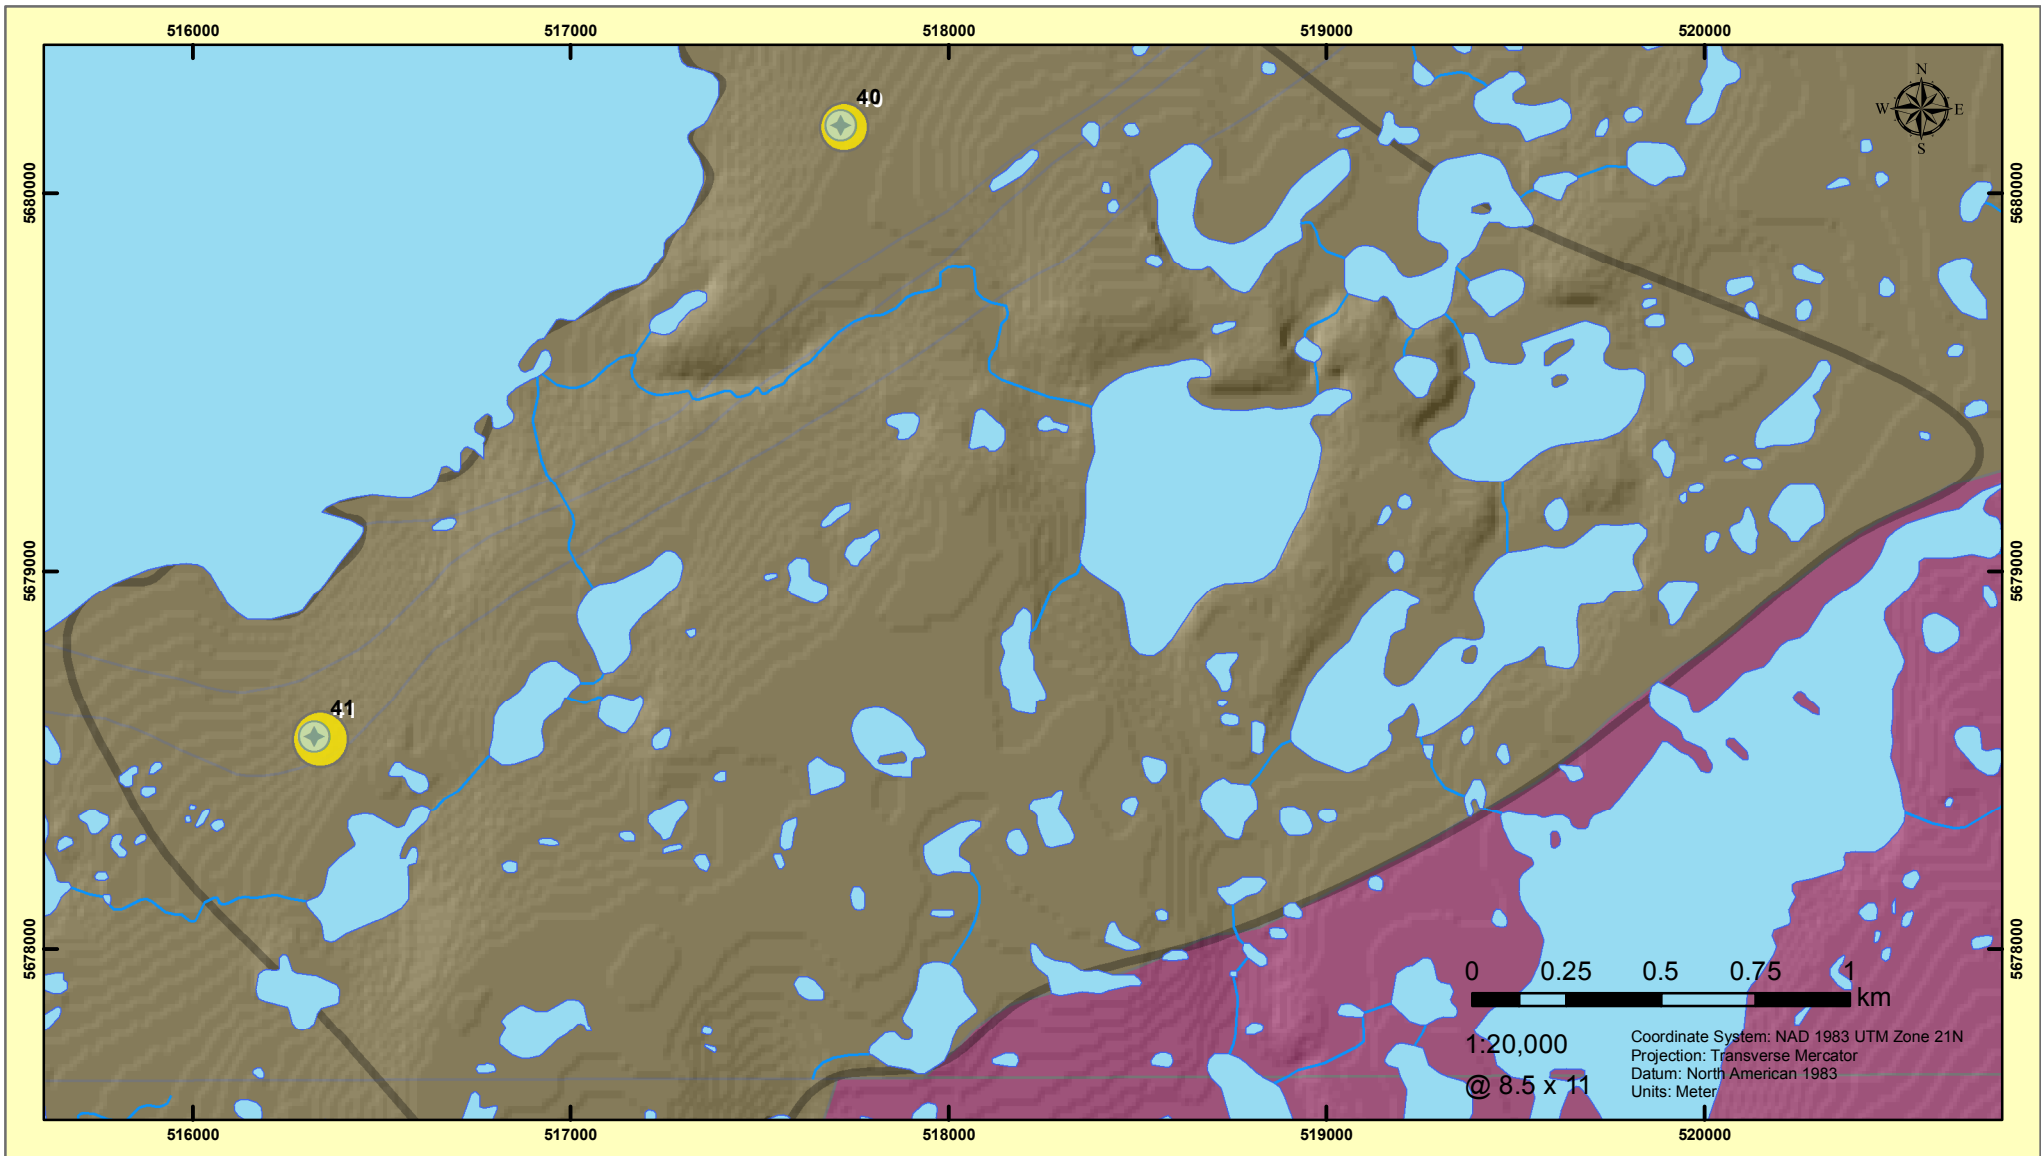 516000 517000 518000 519000 520000
N
W E
S
40
5680000 5680000
5679000 5679000
41
5678000 5678000
0 0.25 0.5 0.75 1
km
1:20,000
@ 8.5 x 11
Coordinate System: NAD 1983 UTM Zone 21N
Projection: Transverse Mercator
Datum: North American 1983
Units: Meter
516000 517000 518000 519000 520000